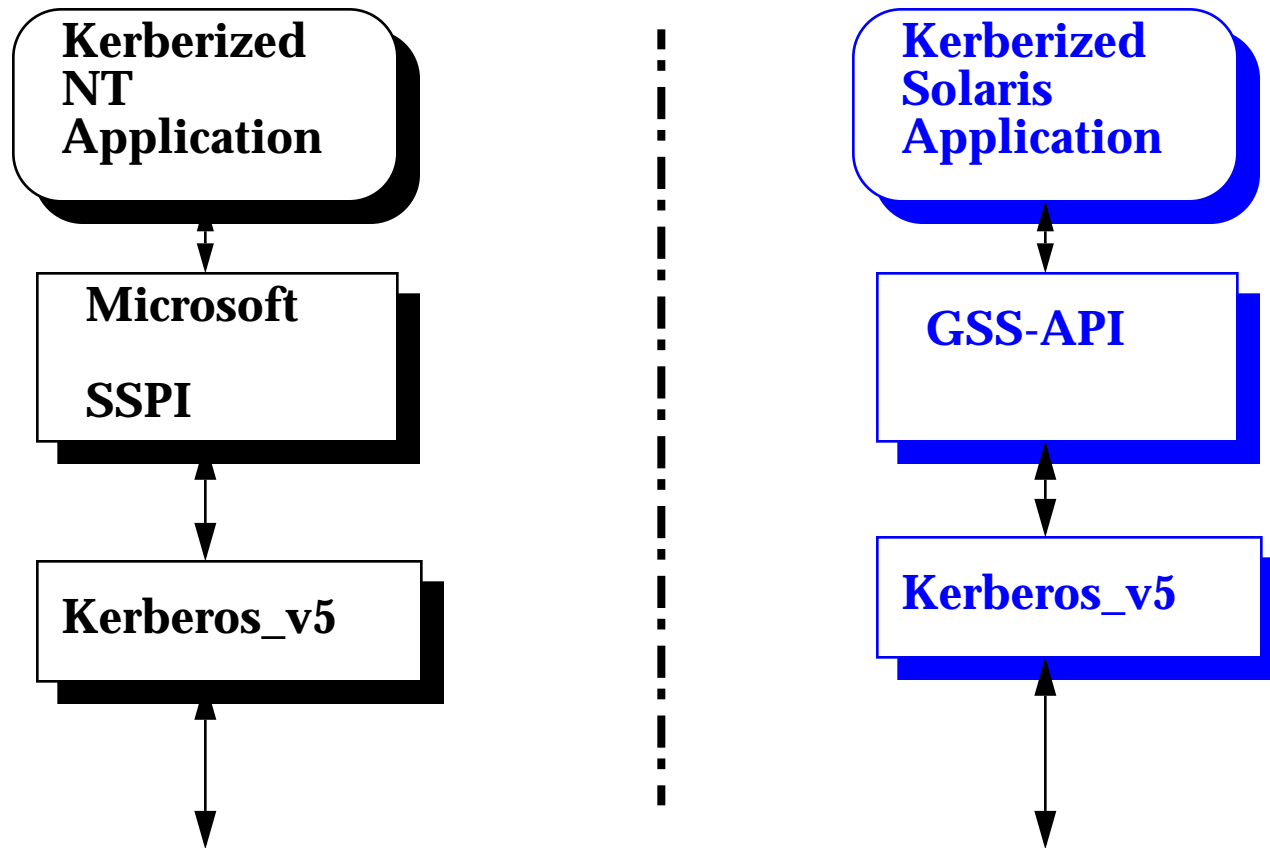 Kerberized
NT
Application
Microsoft
SSPI
Kerberos_v5
Kerberized
Solaris
Application
GSS-API
Kerberos_v5